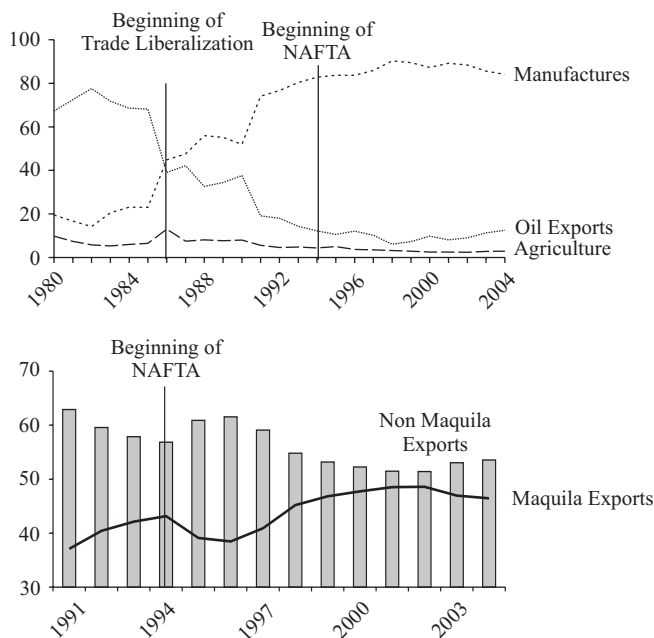 Beginning of
Trade Liberalization
Beginning of
NAFTA
100
80
60
40
20
0
Manufactures
Oil Exports
Agriculture
1980
1984
1988
1992
1996
2000
2004
Beginning of
NAFTA
70
60
50
40
30
Non Maquila
Exports
Maquila Exports
1991
1994
1997
2000
2003